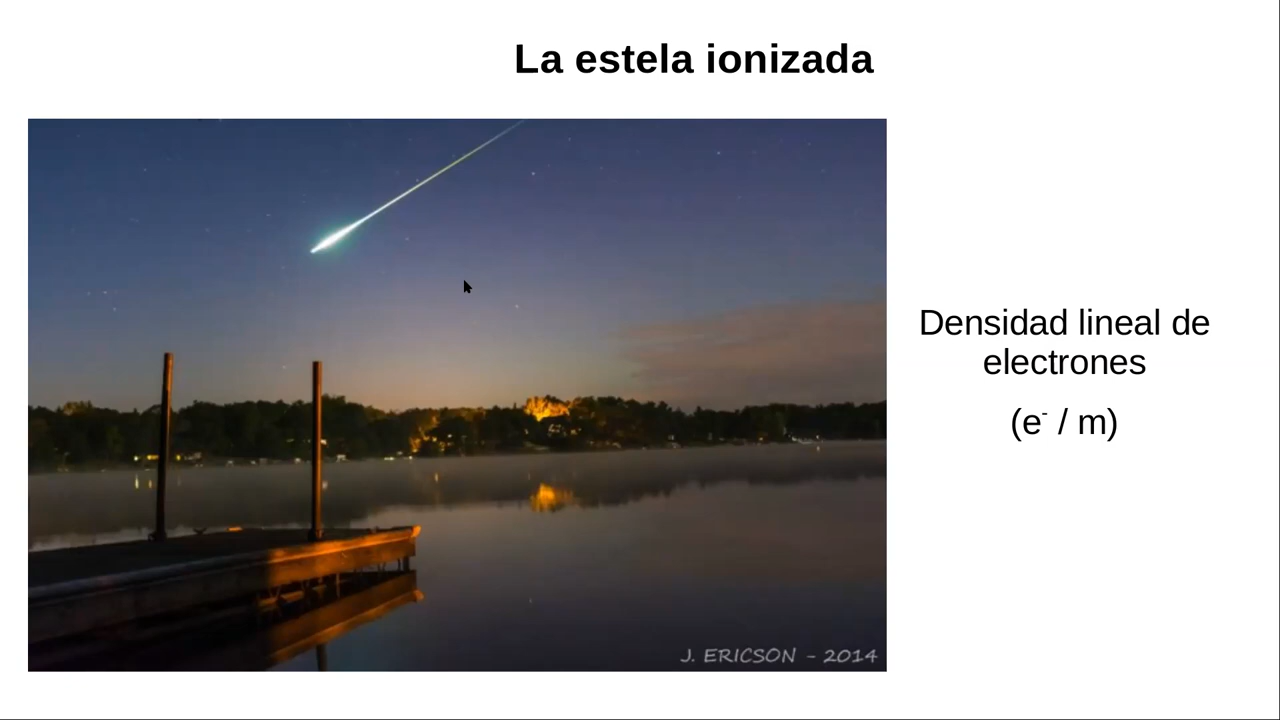 La estela ionizada
Densidad lineal de
electrones
(e⁻ / m)
J. ERICSON - 2014